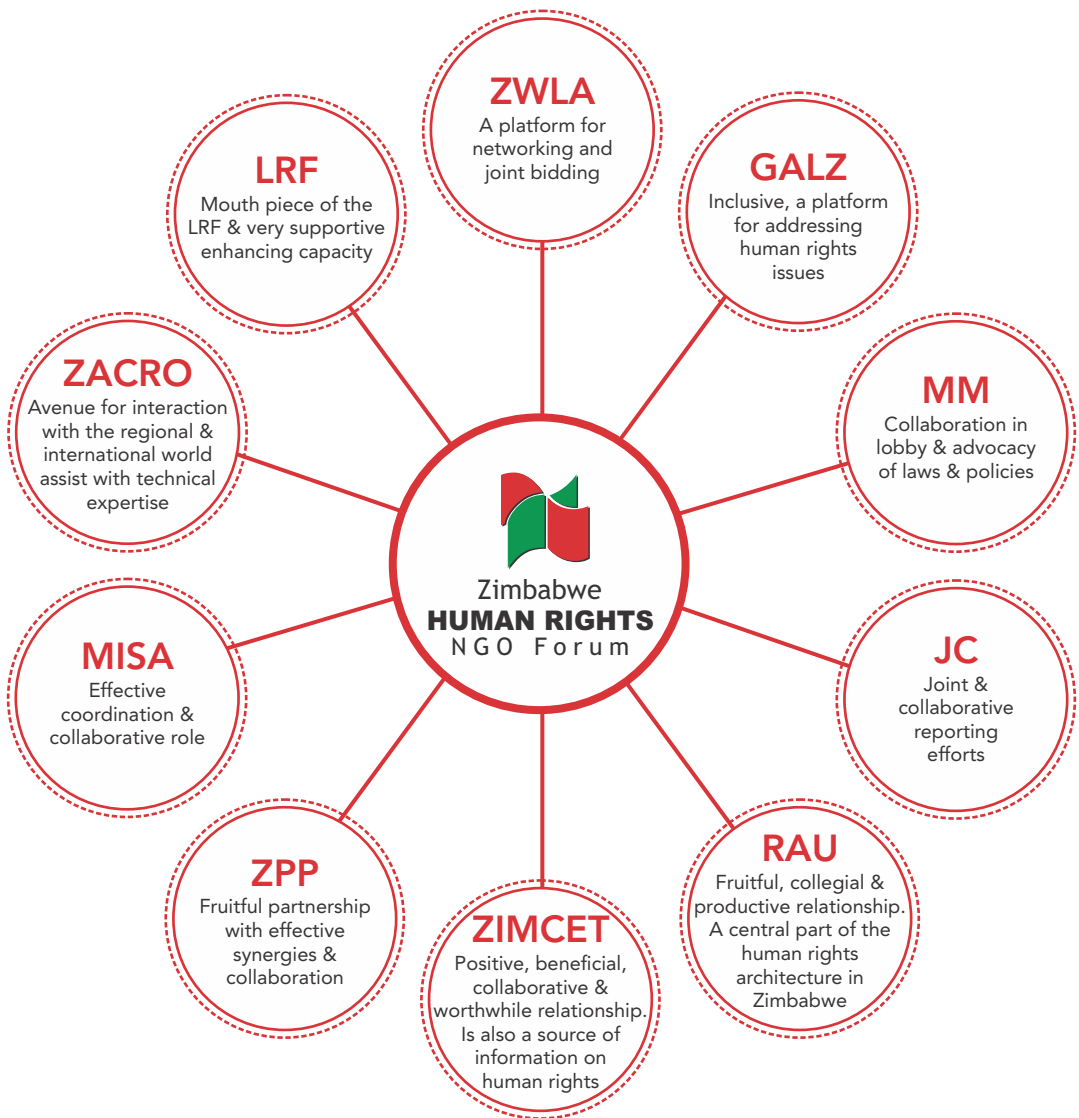 ZWLA
A platform for
networking and
joint bidding
GALZ
Inclusive, a platform
for addressing
human rights
issues
MM
Collaboration in
lobby & advocacy
of laws & policies
JC
Joint &
collaborative
reporting
efforts
RAU
Fruitful, collegial &
productive relationship.
A central part of the
human rights
architecture in
Zimbabwe
ZIMCET
Positive, beneficial,
collaborative &
worthwhile relationship.
Is also a source of
information on
human rights
ZPP
Fruitful partnership
with effective
synergies &
collaboration
MISA
Effective
coordination &
collaborative role
ZACRO
Avenue for interaction
with the regional &
international world
assist with technical
expertise
LRF
Mouth piece of the
LRF & very supportive
enhancing capacity
Zimbabwe
HUMAN RIGHTS
NGO Forum